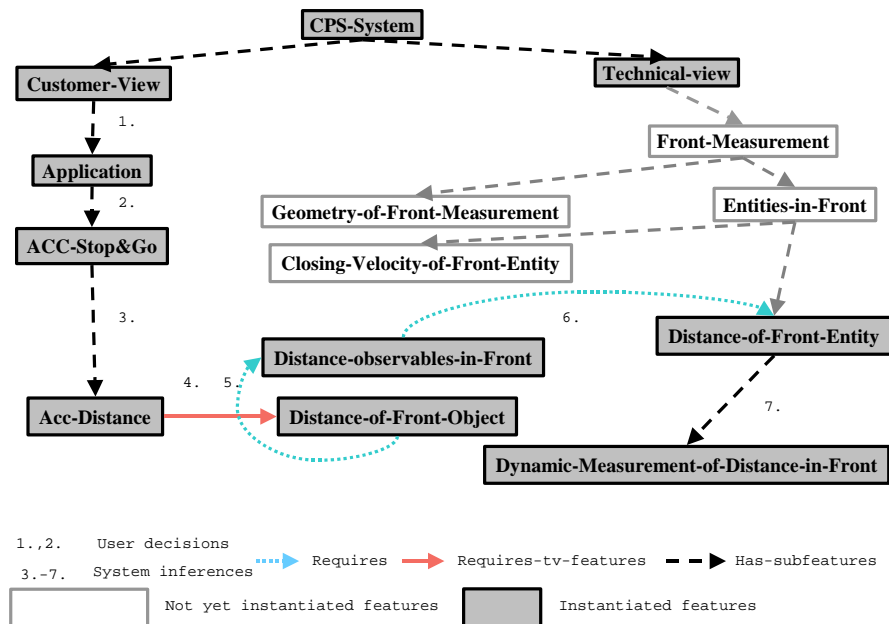 CPS-System
Customer-View
Technical-view
1.
Front-Measurement
Application
2.
Geometry-of-Front-Measurement
Entities-in-Front
ACC-Stop&Go
Closing-Velocity-of-Front-Entity
3.
6.
Distance-of-Front-Entity
Distance-observables-in-Front
4.
5.
Acc-Distance
Distance-of-Front-Object
7.
Dynamic-Measurement-of-Distance-in-Front
1.,2. User decisions
3.-7. System inferences
Requires
Requires-tv-features
Has-subfeatures
Not yet instantiated features
Instantiated features